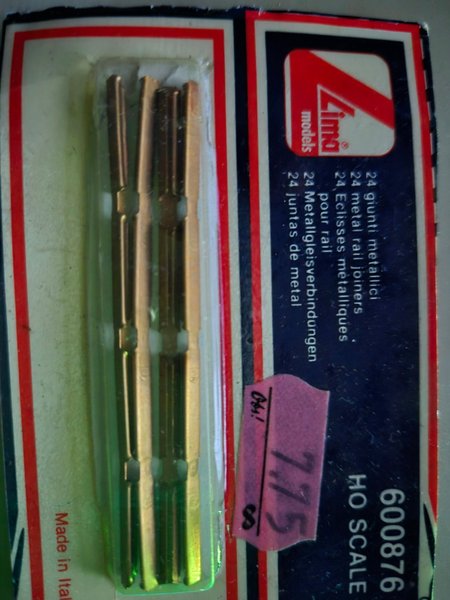 Lima®
models
24 giunti metallici
24 metal rail joiners
24 Eclisses métalliques
pour rail
24 Metallgleisverbindungen
24 juntas de metal
7,75
600876
HO SCALE
Made in Ital